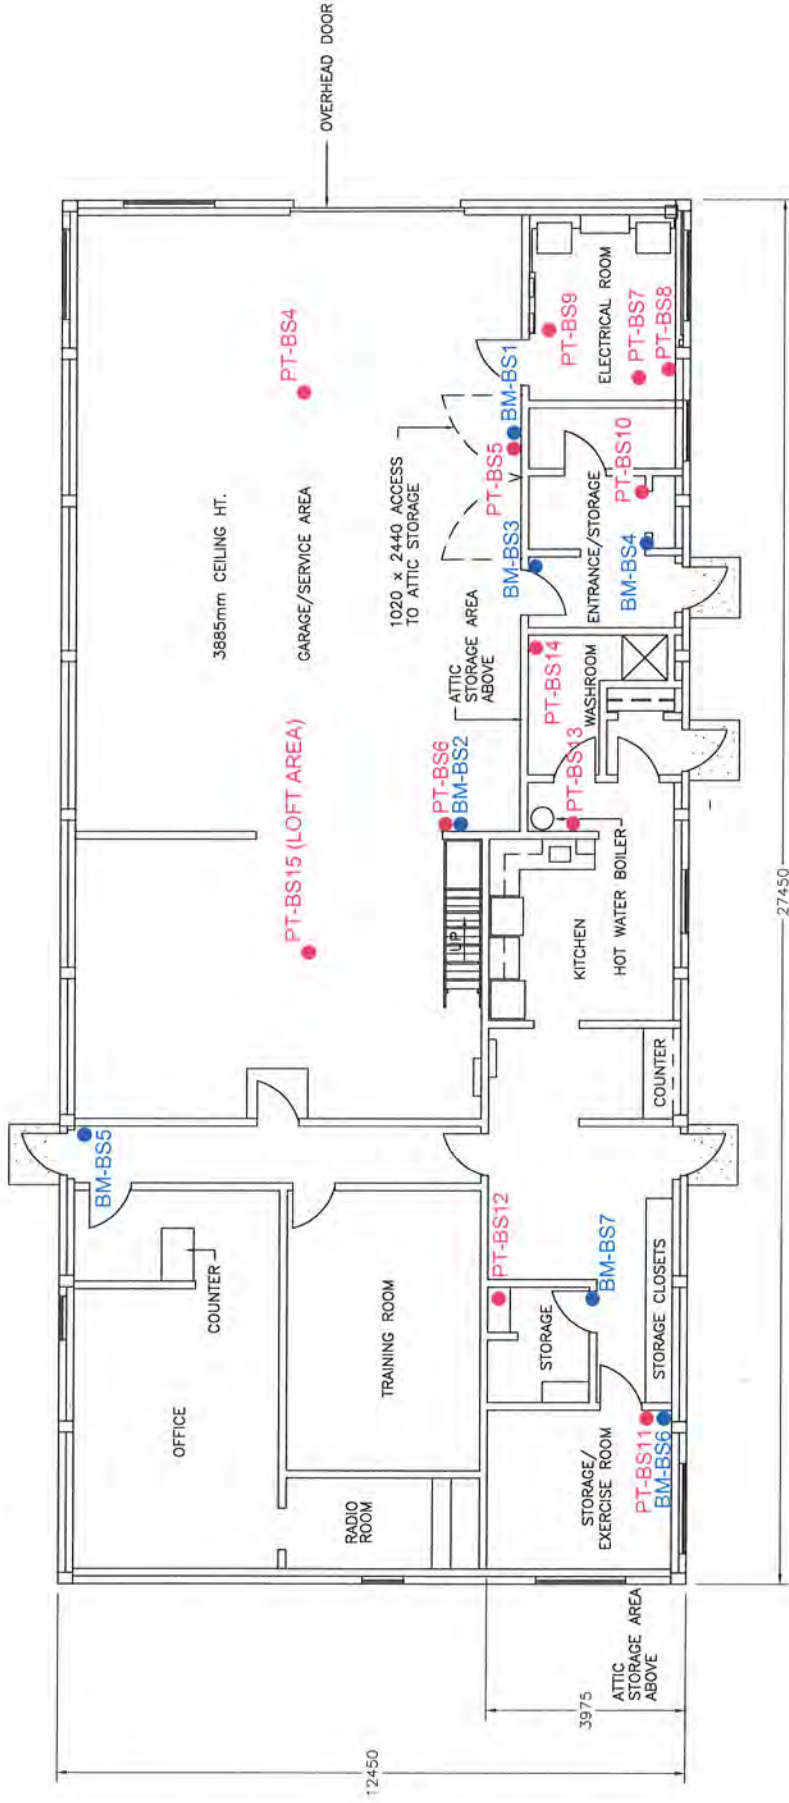 OVERHEAD DOOR
PT-BS4
3885mm CEILING HT.
GARAGE/SERVICE AREA
1020 x 2440 ACCESS
TO ATTIC STORAGE
PT-BS5
BM-BS1
PT-BS9
ELECTRICAL ROOM
PT-BS7
PT-BS8
PT-BS10
BM-BS3
ENTRANCE/STORAGE
BM-BS4
ATTIC
STORAGE AREA
ABOVE
PT-BS14
WASHROOM
PT-BS6
BM-BS2
PT-BS13
PT-BS15 (LOFT AREA)
UP
KITCHEN
HOT WATER BOILER
COUNTER
BM-BS5
PT-BS12
BM-BS7
COUNTER
OFFICE
TRAINING ROOM
STORAGE
STORAGE CLOSETS
RADIO
ROOM
STORAGE/
EXERCISE ROOM
PT-BS11
BM-BS6
ATTIC
STORAGE AREA
ABOVE
3975
12450
27450